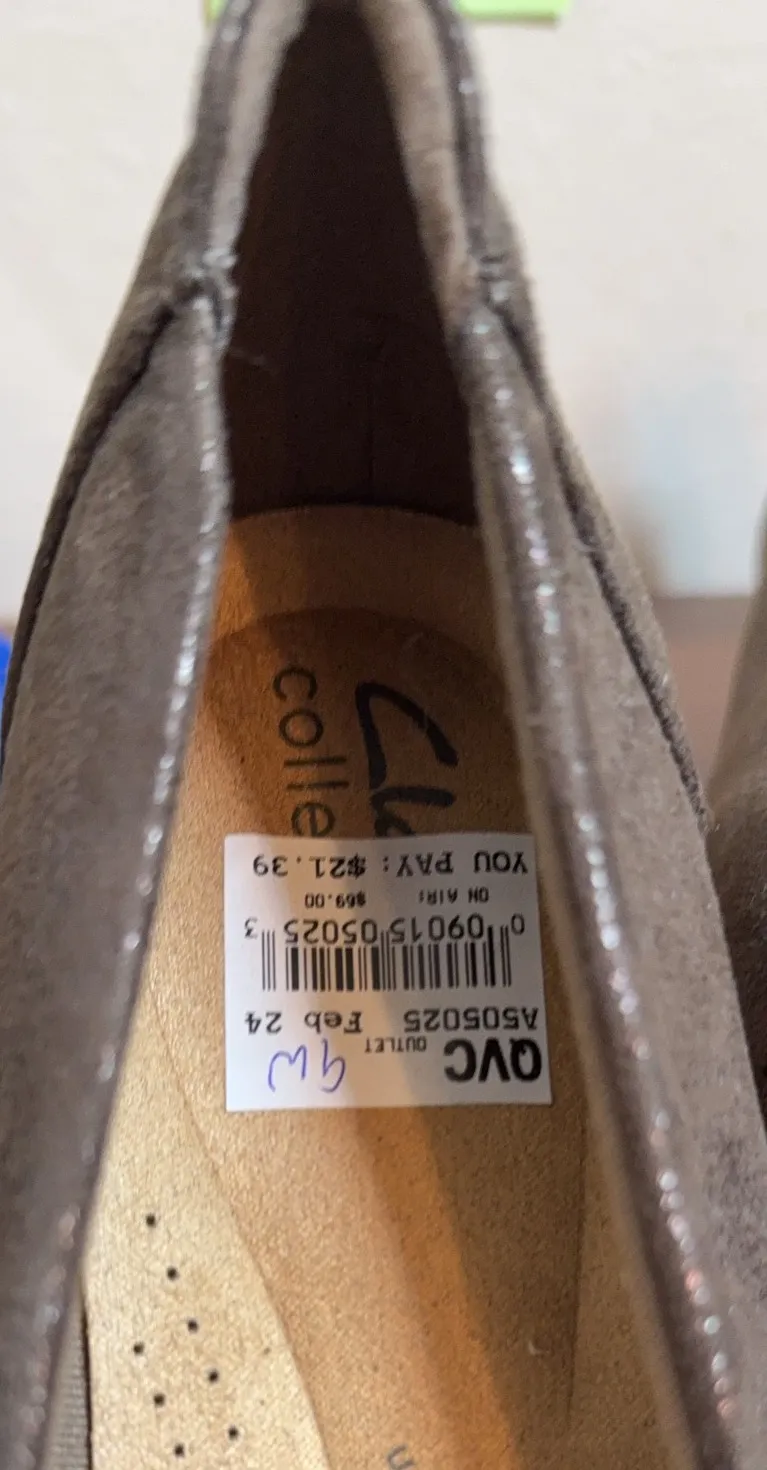 QVC OUTLET 9W
A505025 Feb 24
0 09015 05025 3
ON AIR: $69.00
YOU PAY: $21.39
Cla
colle